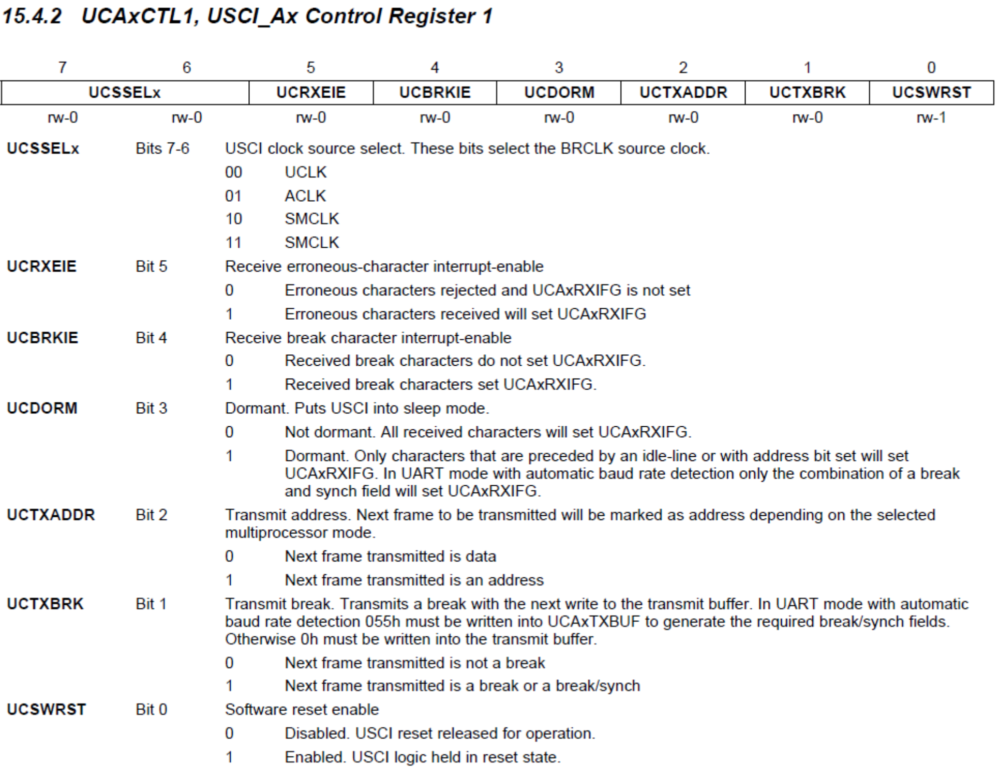 15.4.2 UCAxCTL1, USCI_Ax Control Register 1
7 6 5 4 3 2 1 0
UCSSELx UCRXEIE UCBRKIE UCDORM UCTXADDR UCTXBRK UCSWRST
rw-0 rw-0 rw-0 rw-0 rw-0 rw-0 rw-0 rw-1
UCSSELx Bits 7-6 USCI clock source select. These bits select the BRCLK source clock.
00 UCLK
01 ACLK
10 SMCLK
11 SMCLK
UCRXEIE Bit 5 Receive erroneous-character interrupt-enable
0 Erroneous characters rejected and UCAxRXIFG is not set
1 Erroneous characters received will set UCAxRXIFG
UCBRKIE Bit 4 Receive break character interrupt-enable
0 Received break characters do not set UCAxRXIFG.
1 Received break characters set UCAxRXIFG.
UCDORM Bit 3 Dormant. Puts USCI into sleep mode.
0 Not dormant. All received characters will set UCAxRXIFG.
1 Dormant. Only characters that are preceded by an idle-line or with address bit set will set
UCAxRXIFG. In UART mode with automatic baud rate detection only the combination of a break
and synch field will set UCAxRXIFG.
UCTXADDR Bit 2 Transmit address. Next frame to be transmitted will be marked as address depending on the selected
multiprocessor mode.
0 Next frame transmitted is data
1 Next frame transmitted is an address
UCTXBRK Bit 1 Transmit break. Transmits a break with the next write to the transmit buffer. In UART mode with automatic
baud rate detection 055h must be written into UCAxTXBUF to generate the required break/synch fields.
Otherwise 0h must be written into the transmit buffer.
0 Next frame transmitted is not a break
1 Next frame transmitted is a break or a break/synch
UCSWRST Bit 0 Software reset enable
0 Disabled. USCI reset released for operation.
1 Enabled. USCI logic held in reset state.